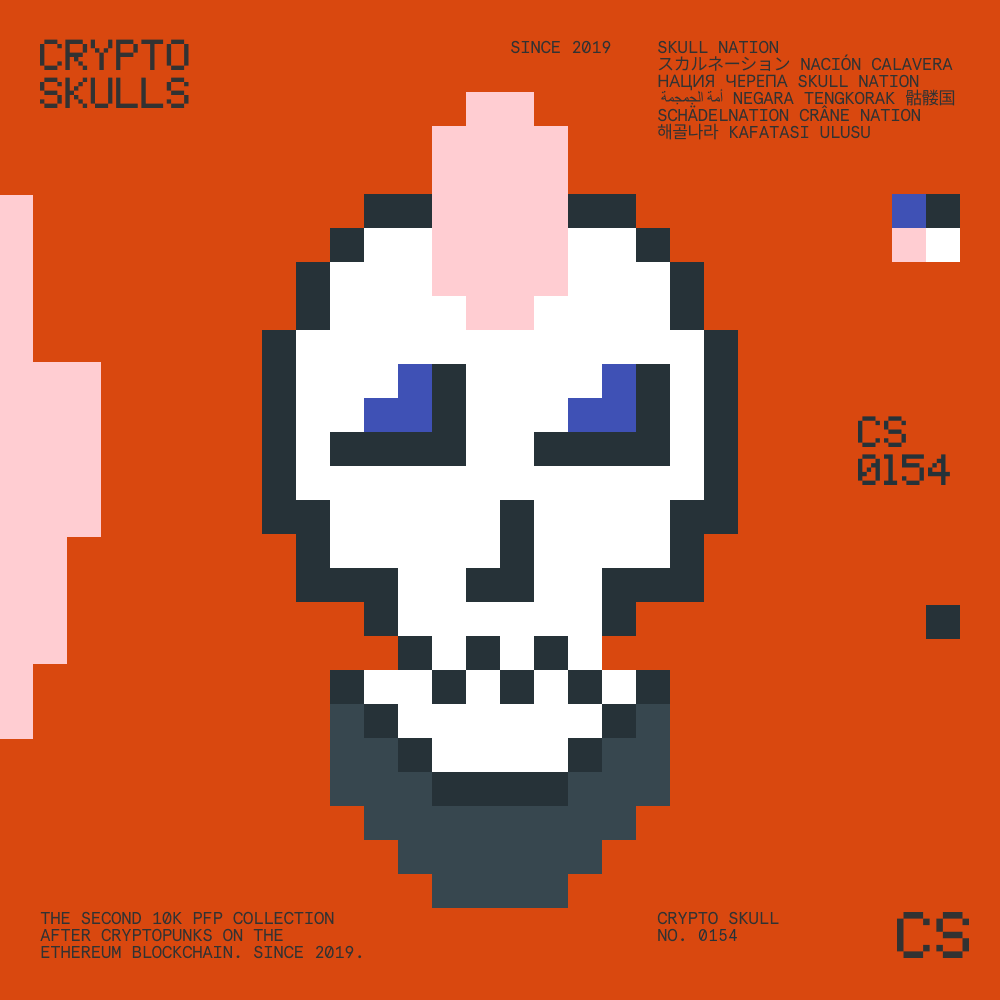 CRYPTO
SKULLS
SINCE 2019
SKULL NATION
スカルネーション NACIÓN CALAVERA
НАЦИЯ ЧЕРЕПА SKULL NATION
أمة الجمجمة NEGARA TENGKORAK 骷髅国
SCHÄDELNATION CRÂNE NATION
해골나라 KAFATASI ULUSU
CS
0154
THE SECOND 10K PFP COLLECTION
AFTER CRYPTOPUNKS ON THE
ETHEREUM BLOCKCHAIN. SINCE 2019.
CRYPTO SKULL
NO. 0154
CS